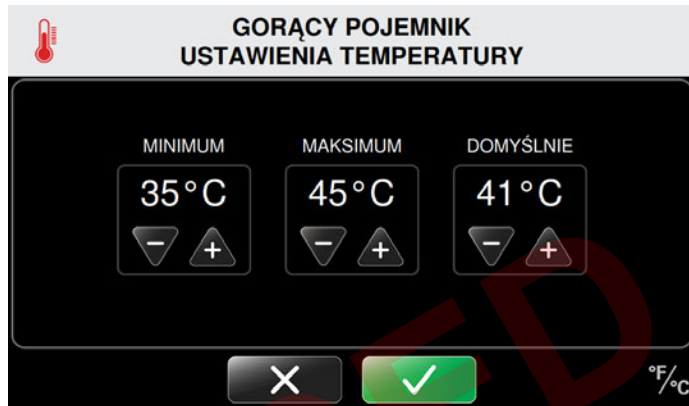 GORĄCY POJEMNIK
USTAWIENIA TEMPERATURY
MINIMUM MAKSIMUM DOMYŚLNIE
35°C 45°C 41°C
− + − + − +
°F/°C